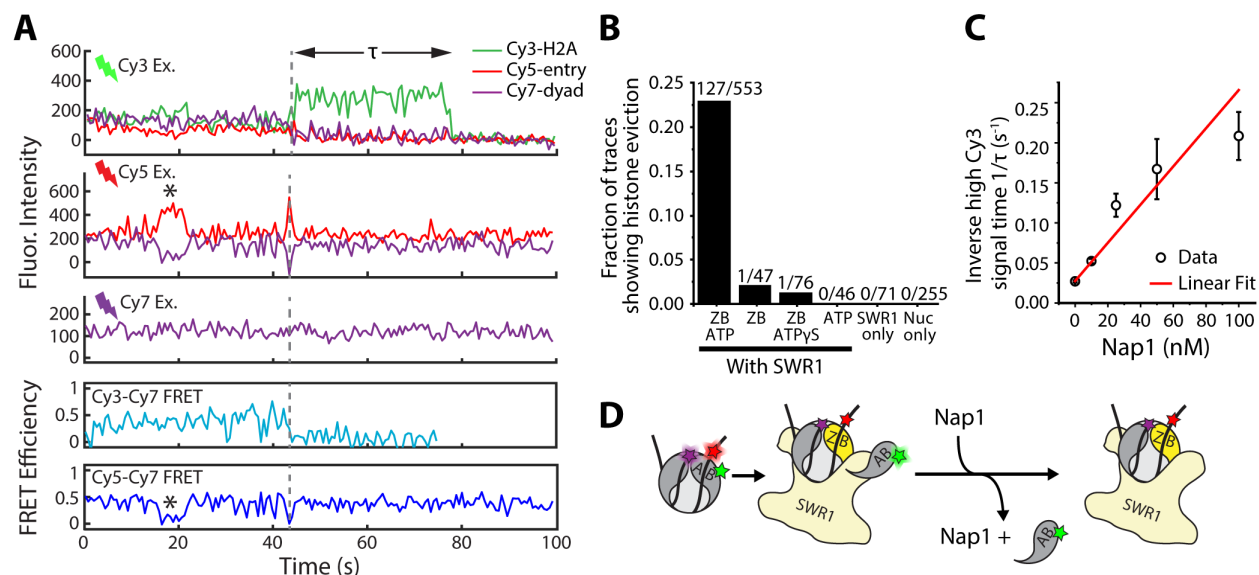 A
600
400
200
0
Cy3 Ex.
τ
Cy3-H2A
Cy5-entry
Cy7-dyad
Fluor. Intensity
600
400
200
0
Cy5 Ex.
*
200
100
0
Cy7 Ex.
FRET Efficiency
1
0.5
0
Cy3-Cy7 FRET
1
0.5
0
Cy5-Cy7 FRET
*
0 20 40 60 80 100
Time (s)
B
Fraction of traces
showing histone eviction
0.25
0.20
0.15
0.10
0.05
0.00
127/553
1/47
1/76
0/46
0/71
0/255
ZB
ATP
ZB
ZB
ATPγS
ATP
SWR1
only
Nuc
only
With SWR1
C
Inverse high Cy3
signal time 1/τ (s⁻¹)
0.25
0.20
0.15
0.10
0.05
0.00
Data
Linear Fit
0 20 40 60 80 100
Nap1 (nM)
D
AB
ZB
AB
SWR1
Nap1
Nap1 +
AB
ZB
SWR1